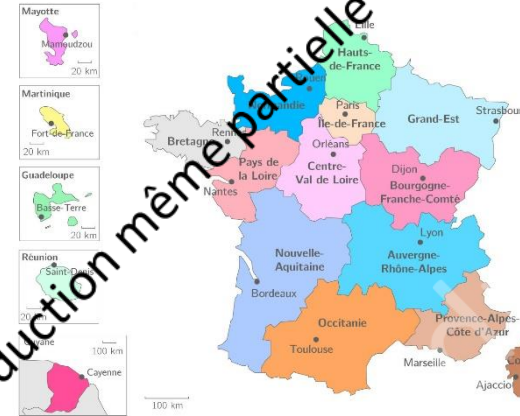 Mayotte
Mamoudzou
20 km
Martinique
Fort-de-France
20 km
Guadeloupe
Basse-Terre
20 km
Réunion
Saint-Denis
20 km
Cayenne
100 km
100 km
Lille
Hauts-
de-France
Rouen
Normandie
Paris
Île-de-France
Grand-Est
Bretagne
Pays de
la Loire
Nantes
Orléans
Centre-
Val de Loire
Dijon
Bourgogne-
Franche-Comté
Lyon
Auvergne-
Rhône-Alpes
Nouvelle-
Aquitaine
Bordeaux
Occitanie
Toulouse
Provence-Alpes-
Côte d'Azur
Marseille
Ajaccio
duction même partielle